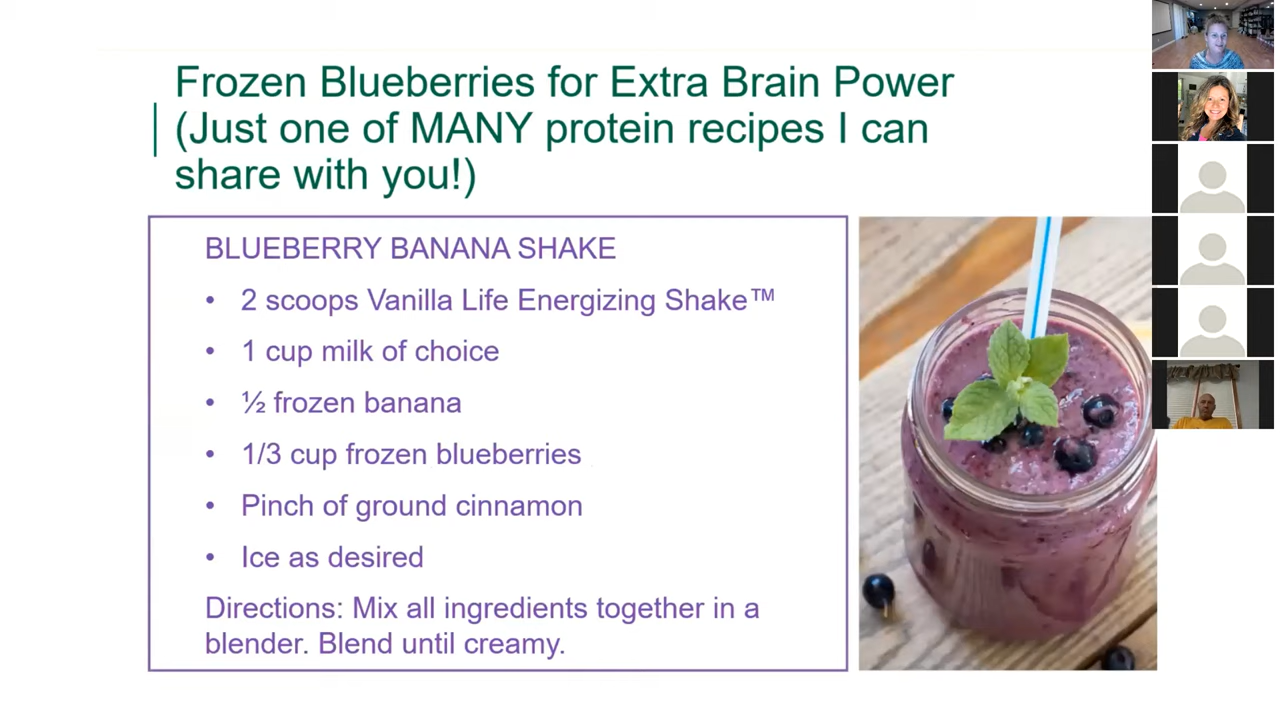 Frozen Blueberries for Extra Brain Power
(Just one of MANY protein recipes I can
share with you!)
BLUEBERRY BANANA SHAKE
• 2 scoops Vanilla Life Energizing Shake™
• 1 cup milk of choice
• ½ frozen banana
• 1/3 cup frozen blueberries
• Pinch of ground cinnamon
• Ice as desired
Directions: Mix all ingredients together in a
blender. Blend until creamy.